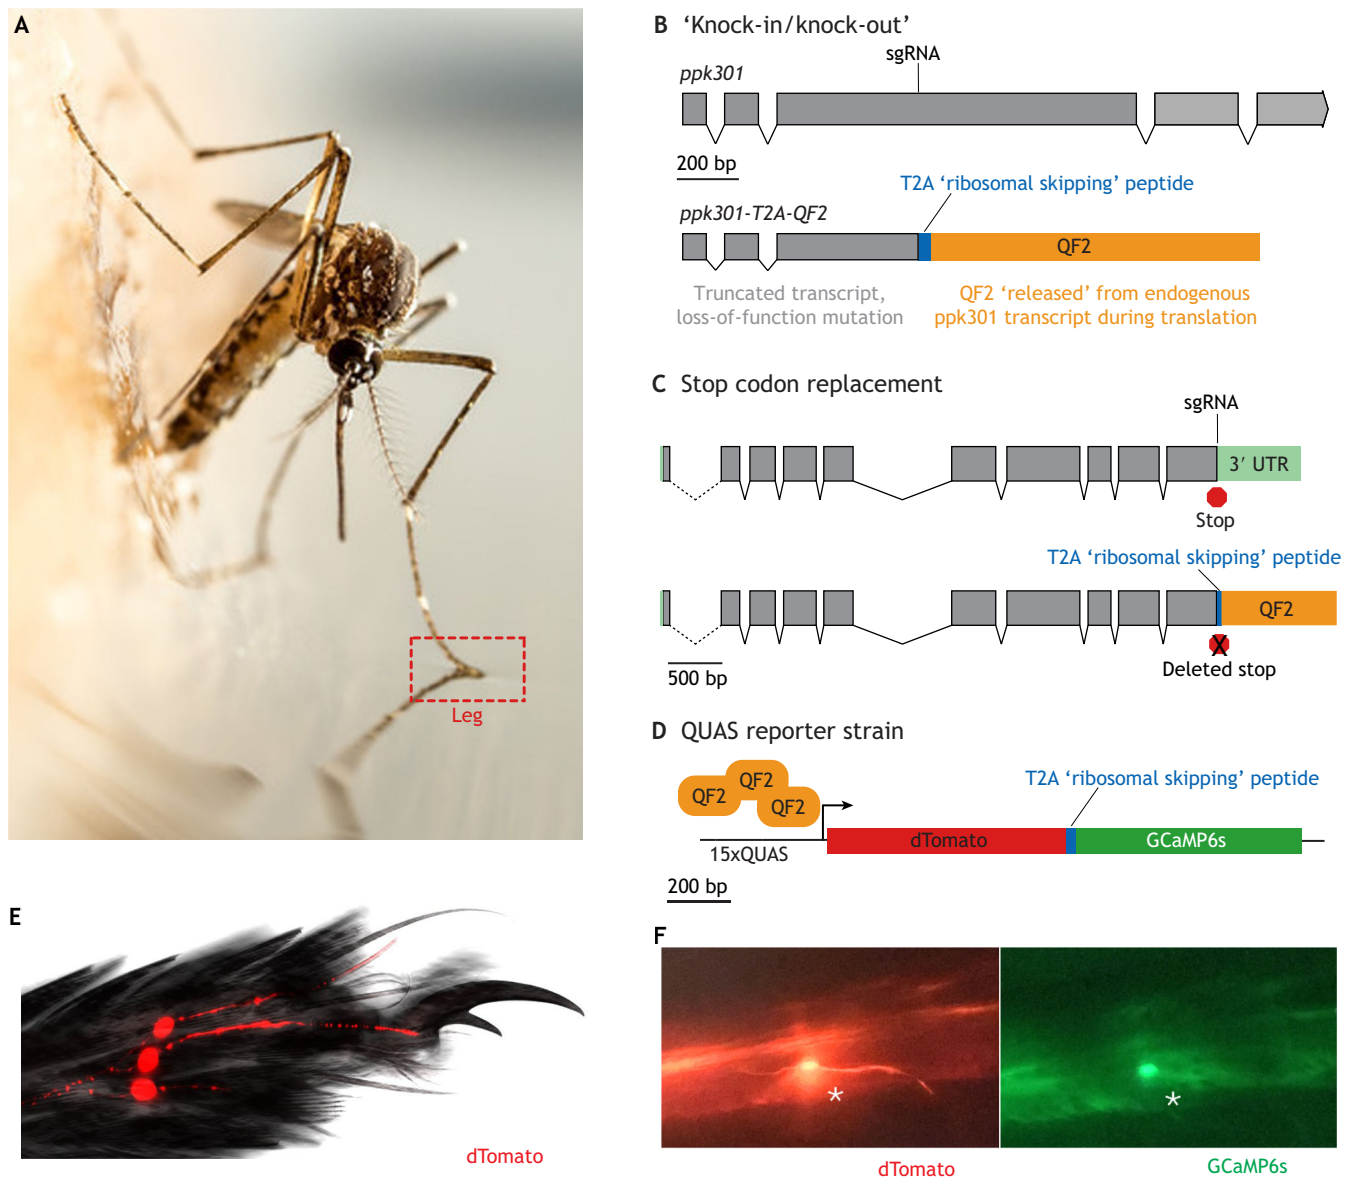 A
Leg
B ‘Knock-in/knock-out’
sgRNA
ppk301
200 bp
T2A ‘ribosomal skipping’ peptide
ppk301-T2A-QF2
QF2
Truncated transcript,
loss-of-function mutation
QF2 ‘released’ from endogenous
ppk301 transcript during translation
C Stop codon replacement
sgRNA
3′ UTR
Stop
T2A ‘ribosomal skipping’ peptide
QF2
X
Deleted stop
500 bp
D QUAS reporter strain
QF2
QF2
QF2
T2A ‘ribosomal skipping’ peptide
dTomato
GCaMP6s
15xQUAS
200 bp
E
dTomato
F
*
*
dTomato
GCaMP6s